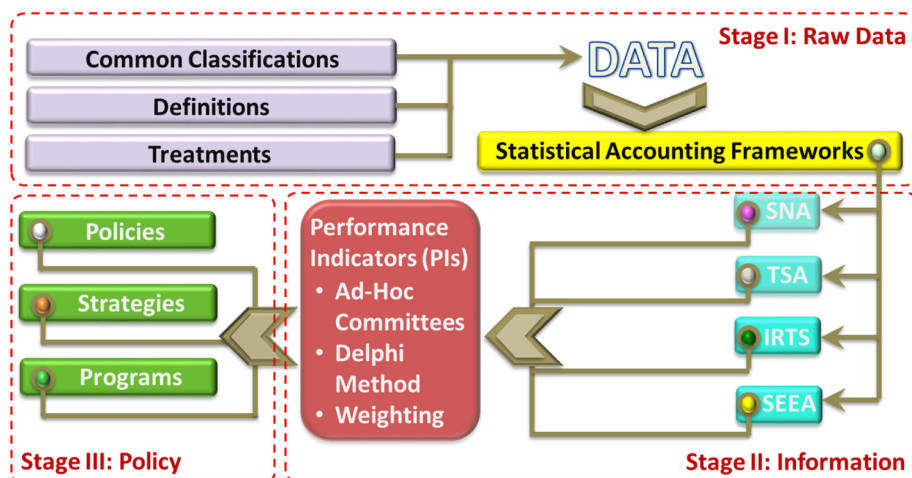 Stage I: Raw Data
Common Classifications
Definitions
Treatments
DATA
Statistical Accounting Frameworks
SNA
TSA
IRTS
SEEA
Performance
Indicators (PIs)
• Ad-Hoc
Committees
• Delphi
Method
• Weighting
Stage II: Information
Policies
Strategies
Programs
Stage III: Policy